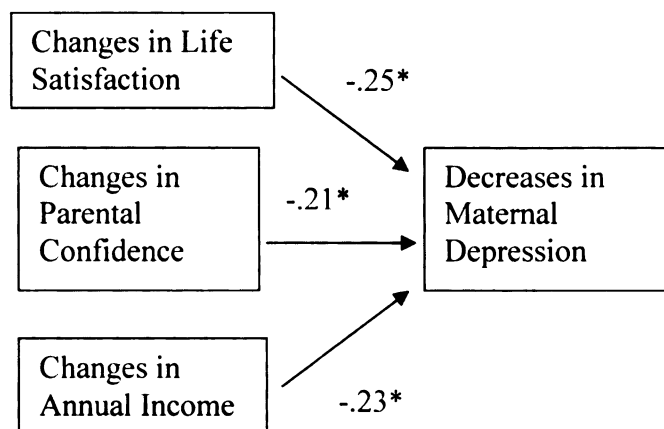 Changes in Life
Satisfaction
-.25*
Changes in
Parental
Confidence
-.21*
Decreases in
Maternal
Depression
Changes in
Annual Income
-.23*